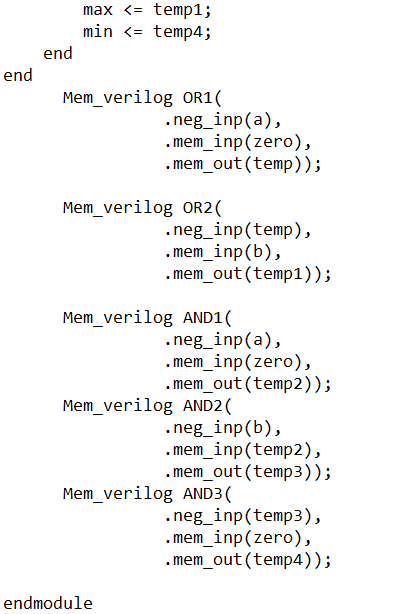 max <= temp1;
min <= temp4;
end
end
Mem_verilog OR1(
.neg_inp(a),
.mem_inp(zero),
.mem_out(temp));
Mem_verilog OR2(
.neg_inp(temp),
.mem_inp(b),
.mem_out(temp1));
Mem_verilog AND1(
.neg_inp(a),
.mem_inp(zero),
.mem_out(temp2));
Mem_verilog AND2(
.neg_inp(b),
.mem_inp(temp2),
.mem_out(temp3));
Mem_verilog AND3(
.neg_inp(temp3),
.mem_inp(zero),
.mem_out(temp4));
endmodule